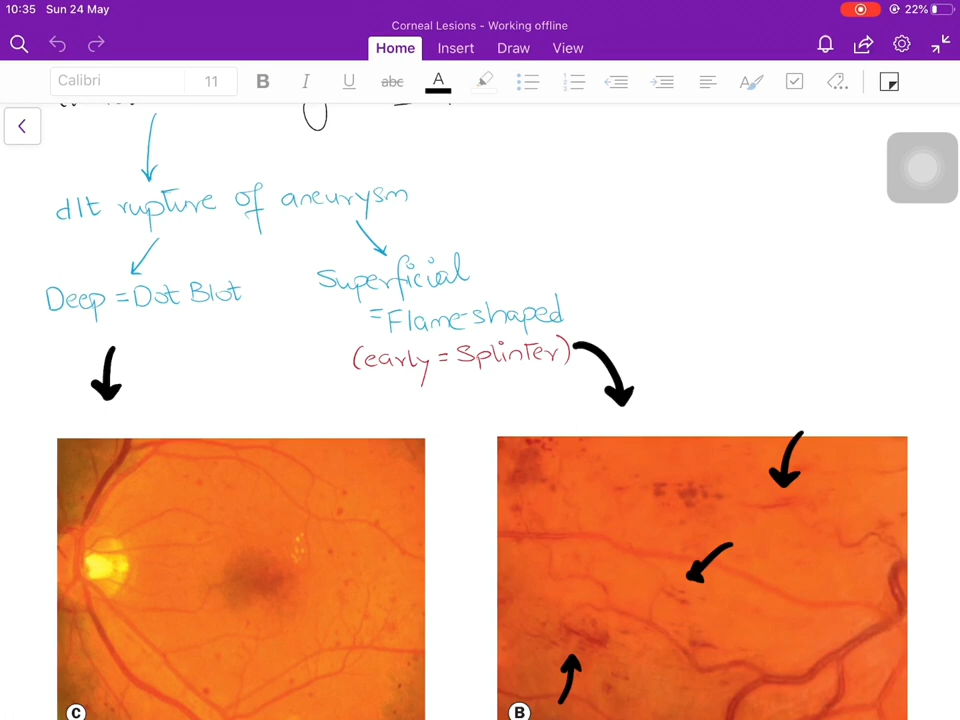 10:35 Sun 24 May
22%
Corneal Lesions - Working offline
Home Insert Draw View
Calibri 11 B I U abc A
dlt rupture of aneurysm
Deep = Dot Blot
Superficial
= Flame-shaped
(early = Splinter)
C
B